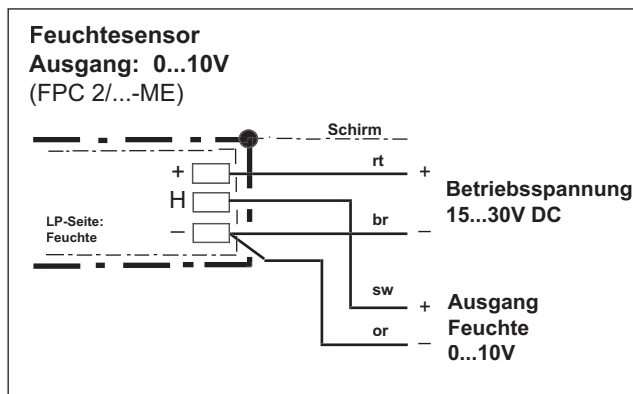 Feuchtesensor
Ausgang: 0...10V
(FPC 2/...-ME)
Schirm
rt
+
+
Betriebsspannung
15...30V DC
H
LP-Seite:
Feuchte
–
br
–
sw
+
Ausgang
Feuchte
0...10V
or
–